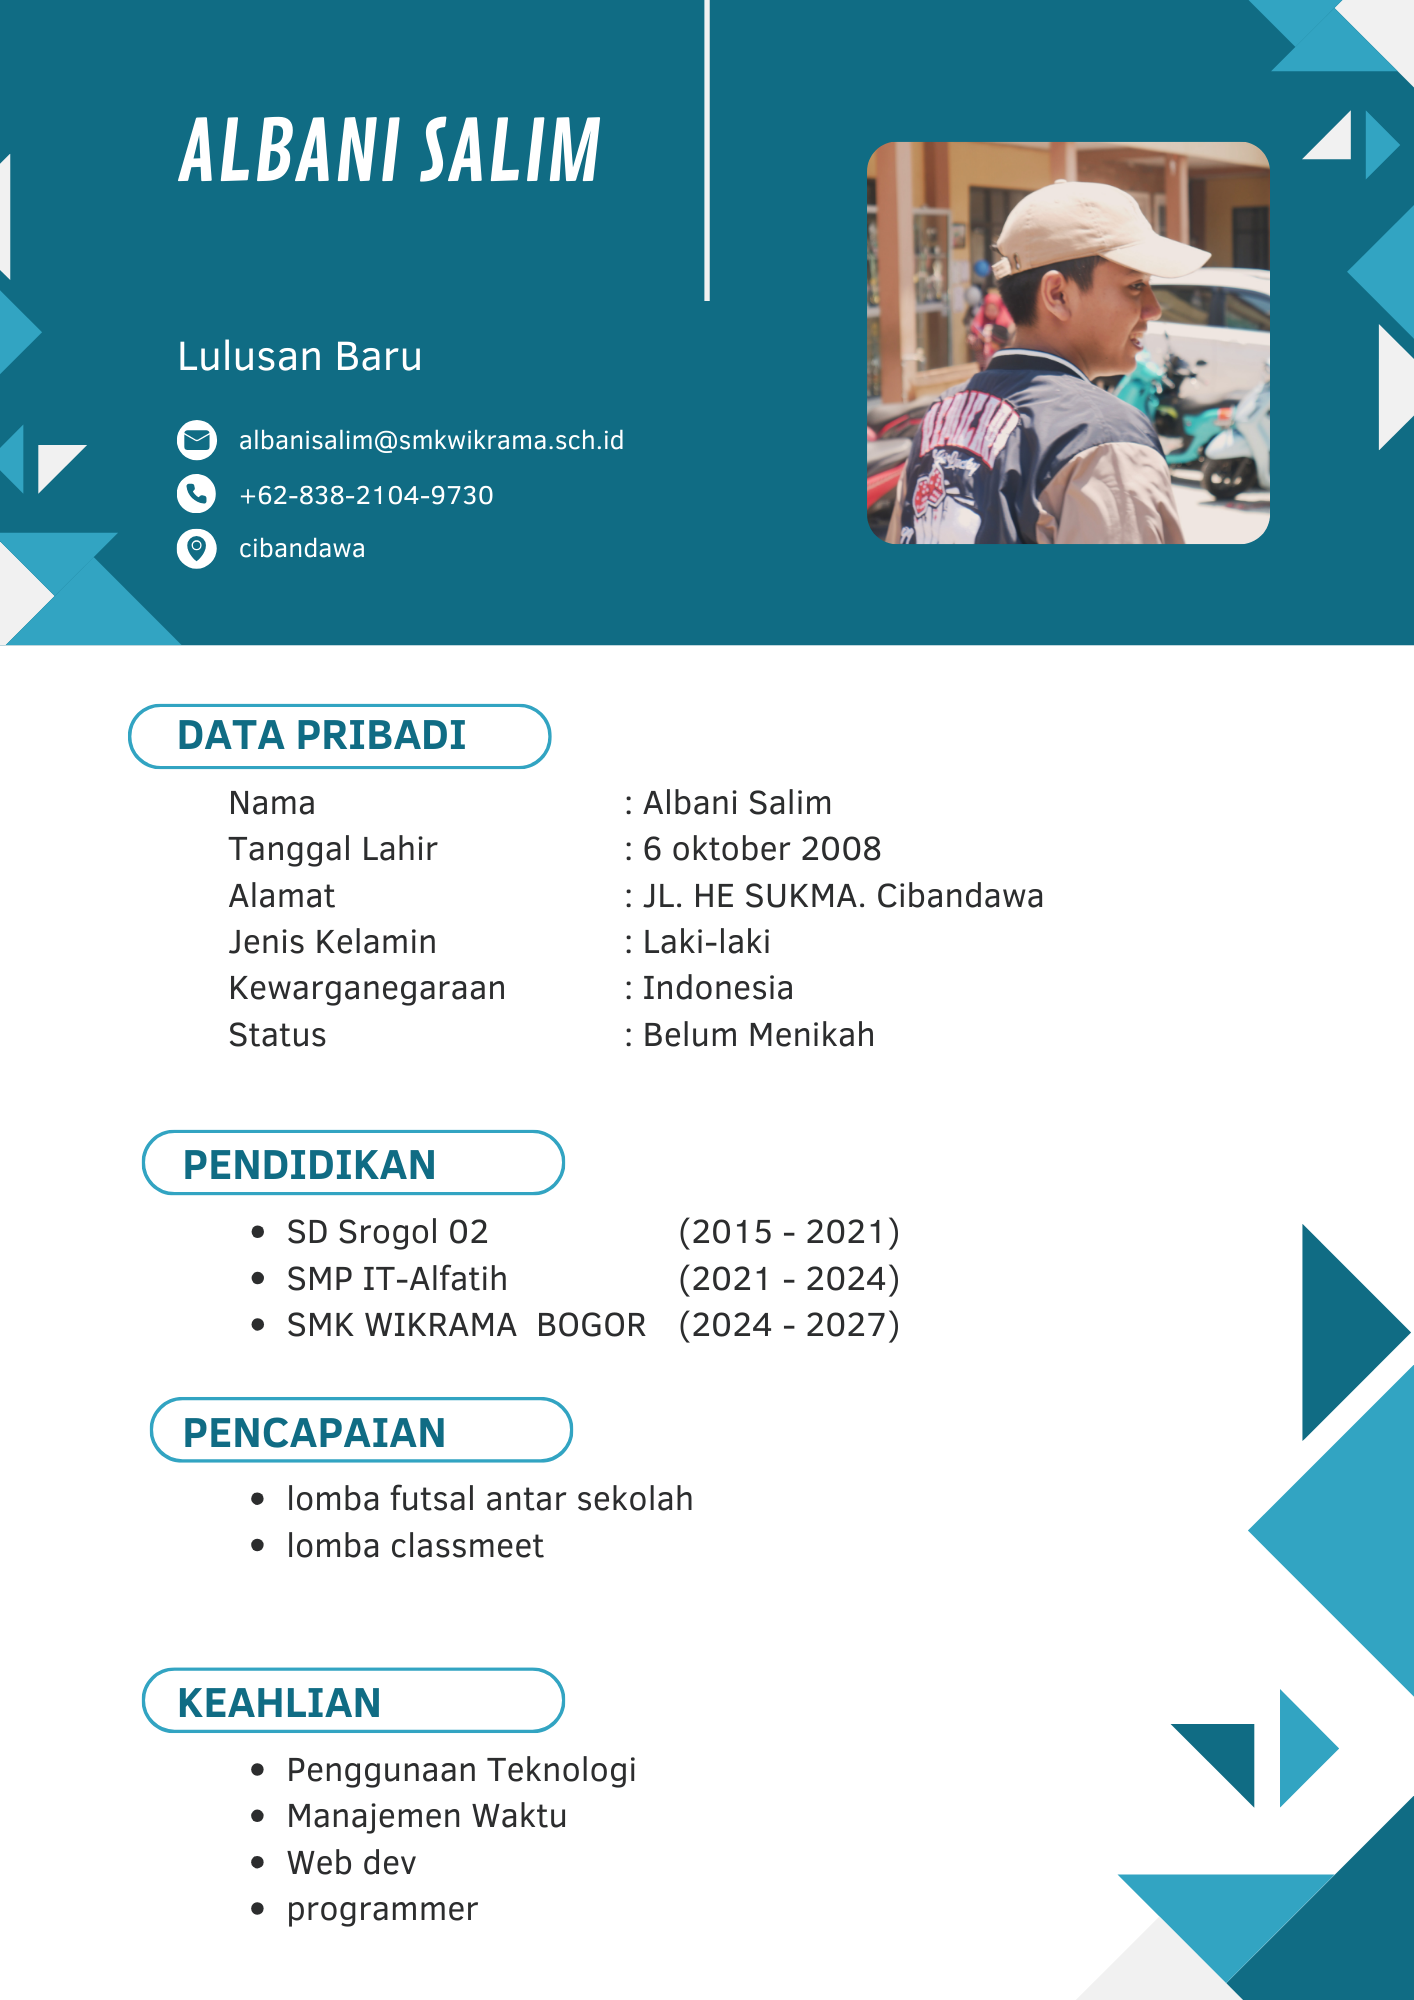 ALBANI SALIM
Lulusan Baru
albanisalim@smkwikrama.sch.id
+62-838-2104-9730
cibandawa
DATA PRIBADI
Nama : Albani Salim
Tanggal Lahir : 6 oktober 2008
Alamat : JL. HE SUKMA. Cibandawa
Jenis Kelamin : Laki-laki
Kewarganegaraan : Indonesia
Status : Belum Menikah
PENDIDIKAN
• SD Srogol 02 (2015 - 2021)
• SMP IT-Alfatih (2021 - 2024)
• SMK WIKRAMA BOGOR (2024 - 2027)
PENCAPAIAN
• lomba futsal antar sekolah
• lomba classmeet
KEAHLIAN
• Penggunaan Teknologi
• Manajemen Waktu
• Web dev
• programmer